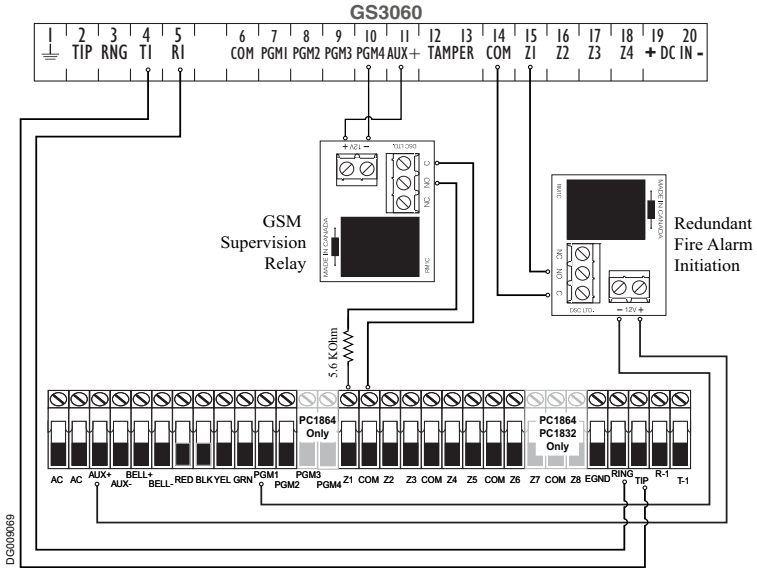 GS3060
1 2 3 4 5 6 7 8 9 10 11 12 13 14 15 16 17 18 19 20
TIP RNG T1 R1 COM PGM1 PGM2 PGM3 PGM4 AUX+ TAMPER COM Z1 Z2 Z3 Z4 + DC IN -
+ 12V -
DSC LTD.
C
NO
NC
MADE IN CANADA
RM1C
GSM
Supervision
Relay
RM1C
MADE IN CANADA
NC
NO
C
DSC LTD.
- 12V +
Redundant
Fire Alarm
Initiation
5.6 KOhm
PC1864
Only
PC1864
PC1832
Only
AC AC AUX+ AUX- BELL+ BELL- RED BLK YEL GRN PGM1 PGM2 PGM3 PGM4 Z1 COM Z2 Z3 COM Z4 Z5 COM Z6 Z7 COM Z8 EGND RING TIP R-1 T-1
DG009069